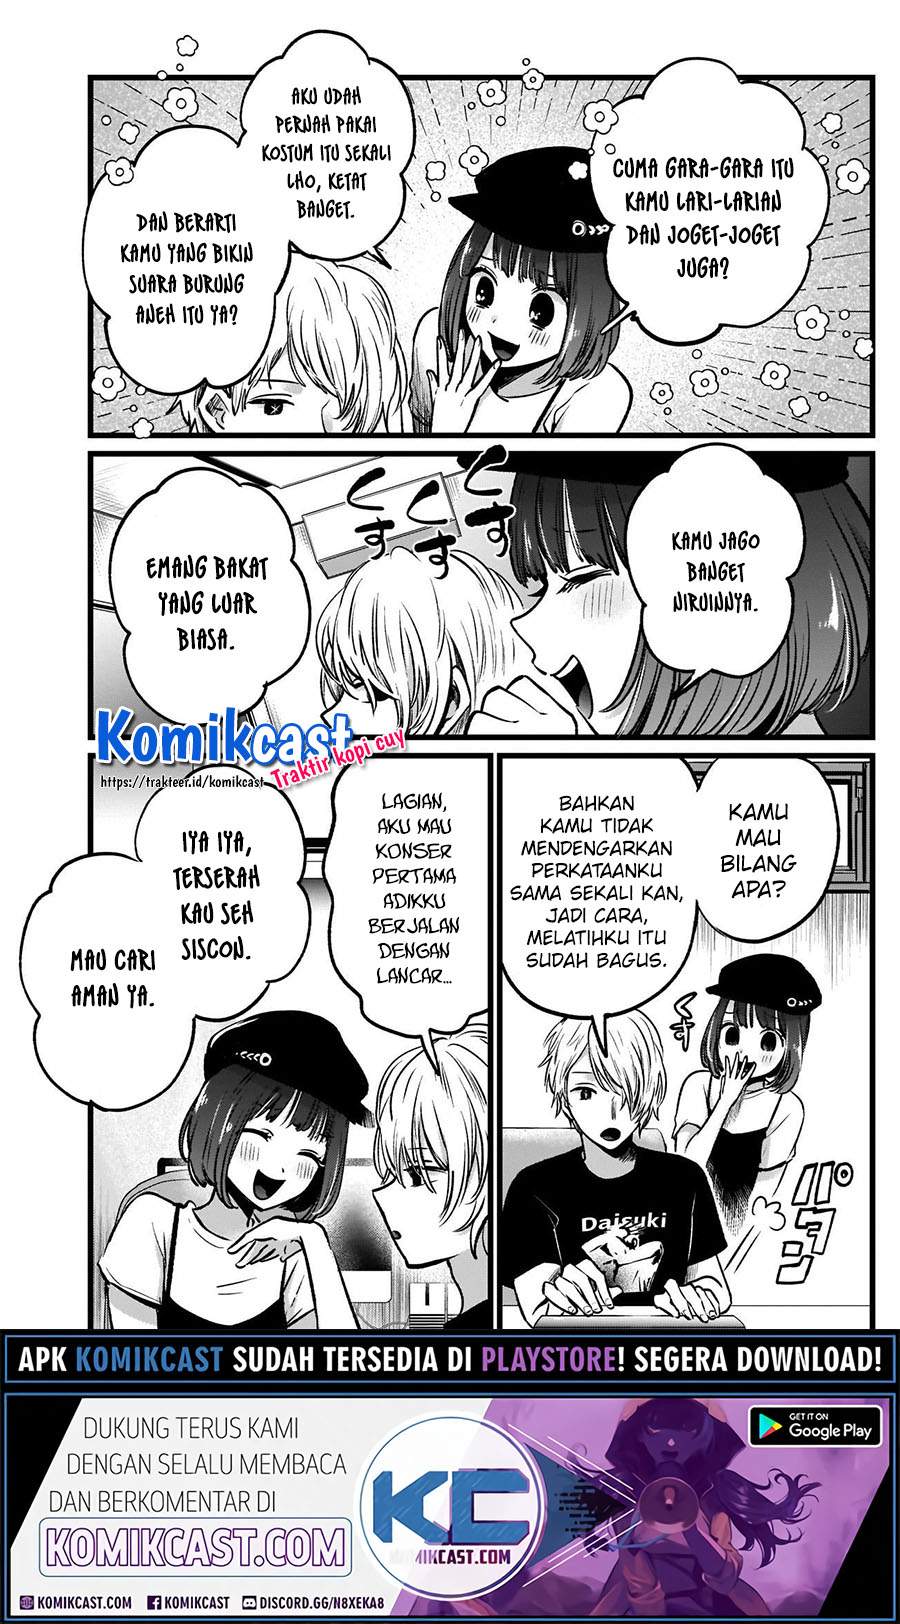 CUMA GARA-GARA ITU
KAMU LARI-LARIAN
DAN JOGET-JOGET
JUGA?
AKU UDAH
PERNAH PAKAI
KOSTUM ITU SEKALI
LHO, KETAT
BANGET.
DAN BERARTI
KAMU YANG BIKIN
SUARA BURUNG
ANEH ITU YA?
KAMU JAGO
BANGET
NIRUINNYA.
くすくすくす
EMANG BAKAT
YANG LUAR
BIASA.
Komikcast
https://trakteer.id/komikcast
Traktir kopi cuy
KAMU
MAU
BILANG
APA?
BAHKAN
KAMU TIDAK
MENDENGARKAN
PERKATAANKU
SAMA SEKALI KAN,
JADI CARA,
MELATIHKU ITU
SUDAH BAGUS.
くす
パタン
Daisuki
LAGIAN,
AKU MAU
KONSER
PERTAMA
ADIKKU
BERJALAN
DENGAN
LANCAR...
IYA IYA,
TERSERAH
KAU SEH
SISCON.
MAU CARI
AMAN YA.
APK KOMIKCAST SUDAH TERSEDIA DI PLAYSTORE! SEGERA DOWNLOAD!
DUKUNG TERUS KAMI
DENGAN SELALU MEMBACA
DAN BERKOMENTAR DI
KOMIKCAST.COM
KC
KOMIKCAST.COM
GET IT ON
Google Play
KOMIKCAST.COM
KOMIKCAST
DISCORD.GG/N8XEKA8